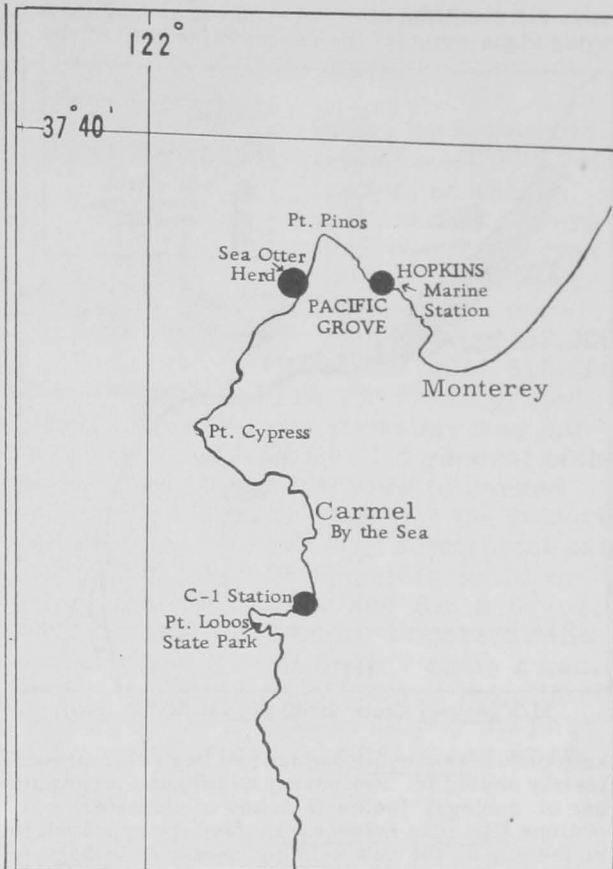 122°
37°40'
Pt. Pinos
Sea Otter
Herd
HOPKINS
Marine
Station
PACIFIC
GROVE
Monterey
Pt. Cypress
Carmel
By the Sea
C-1 Station
Pt. Lobos
State Park